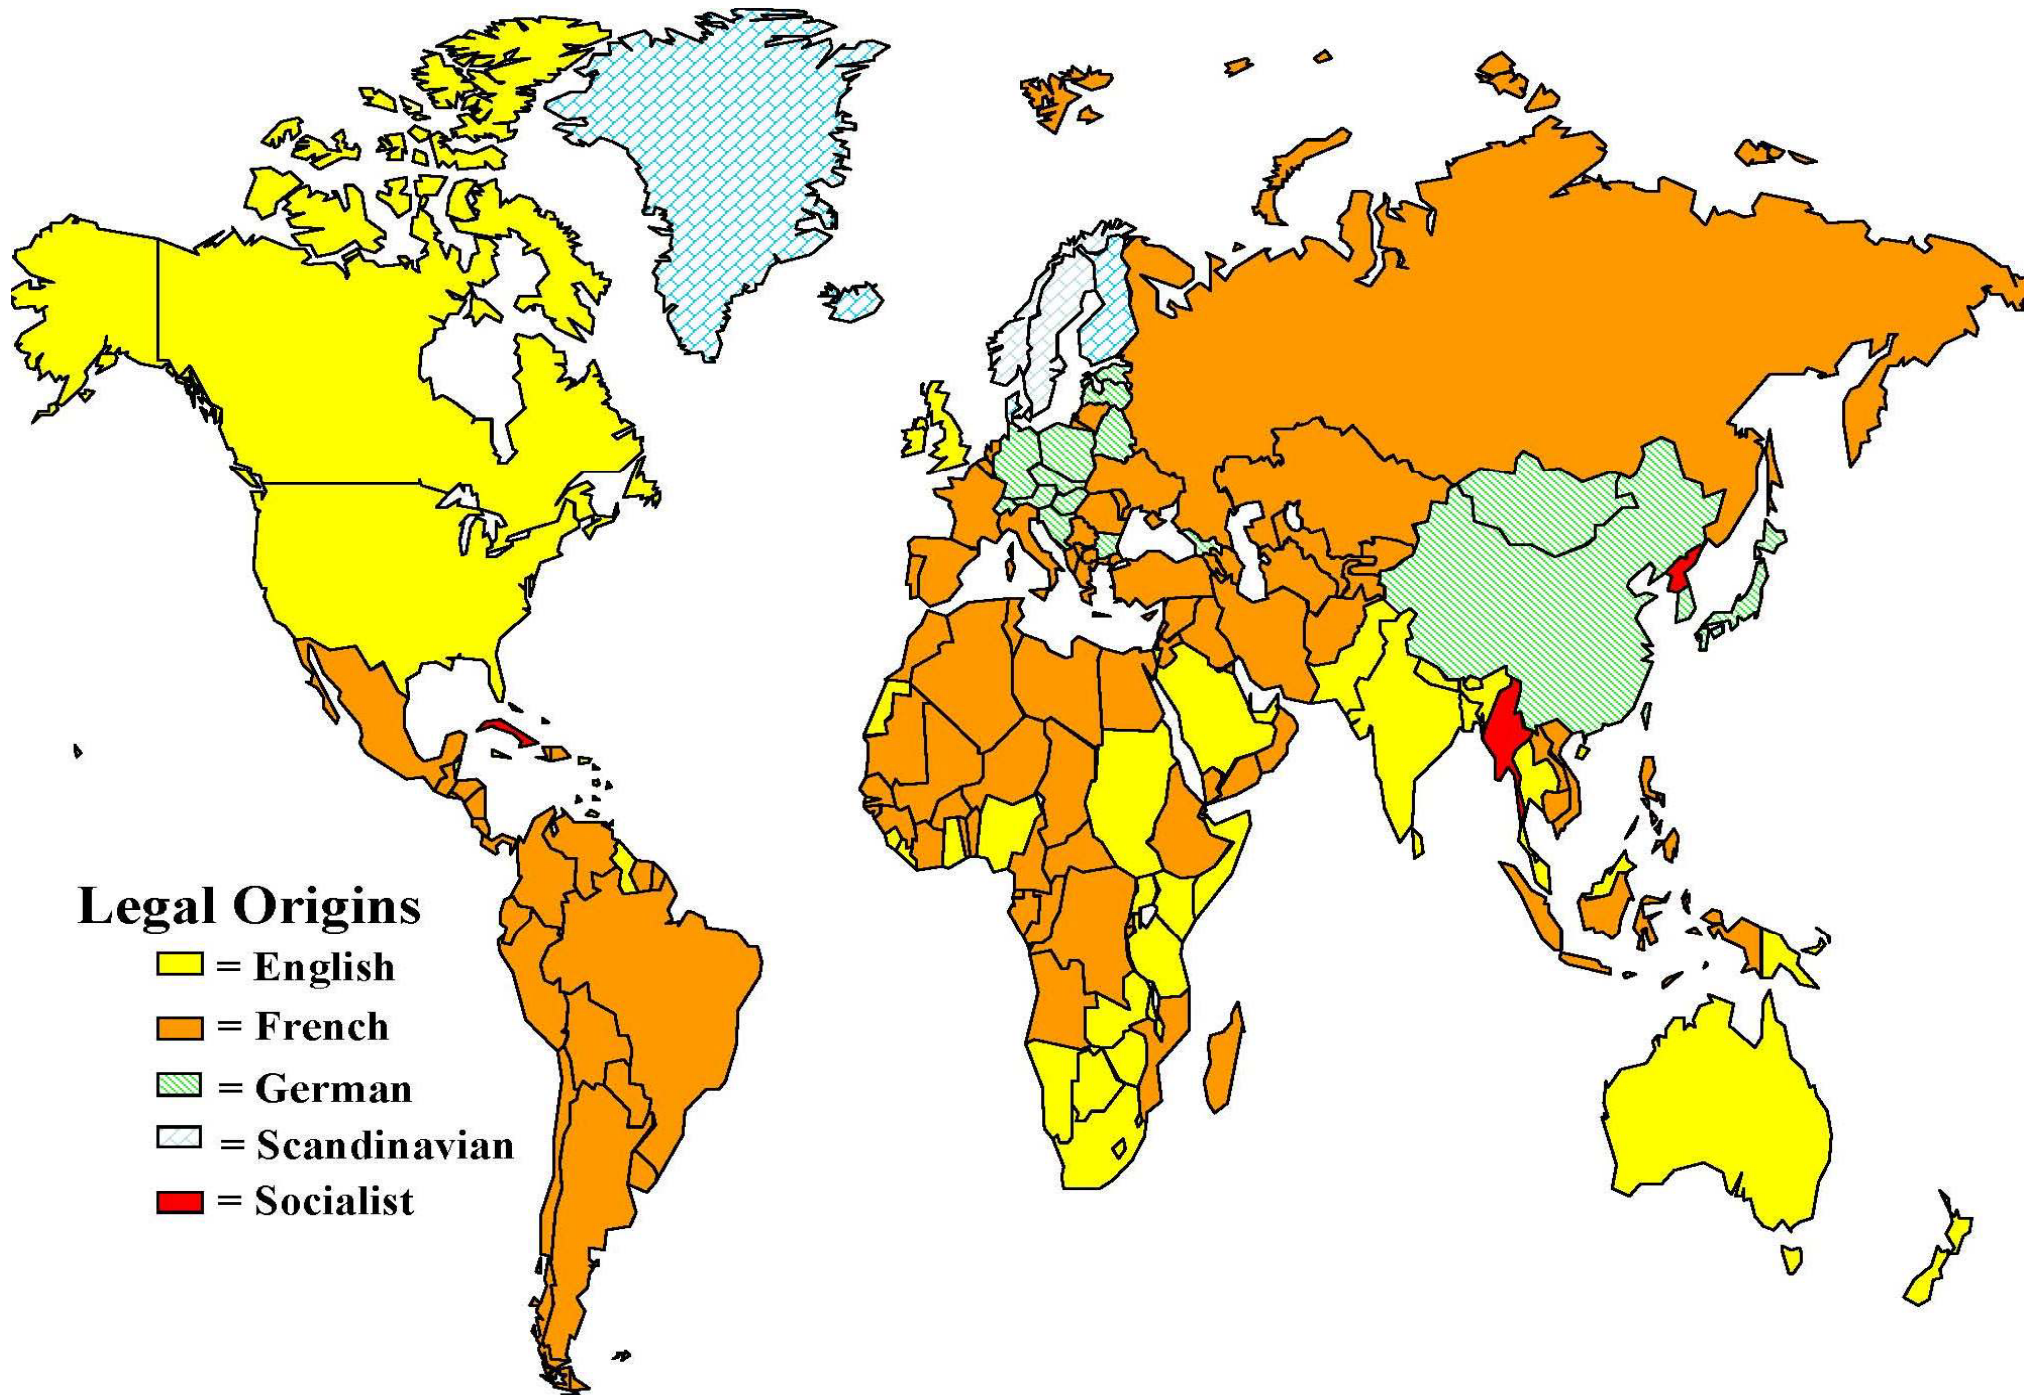 Legal Origins
= English
= French
= German
= Scandinavian
= Socialist